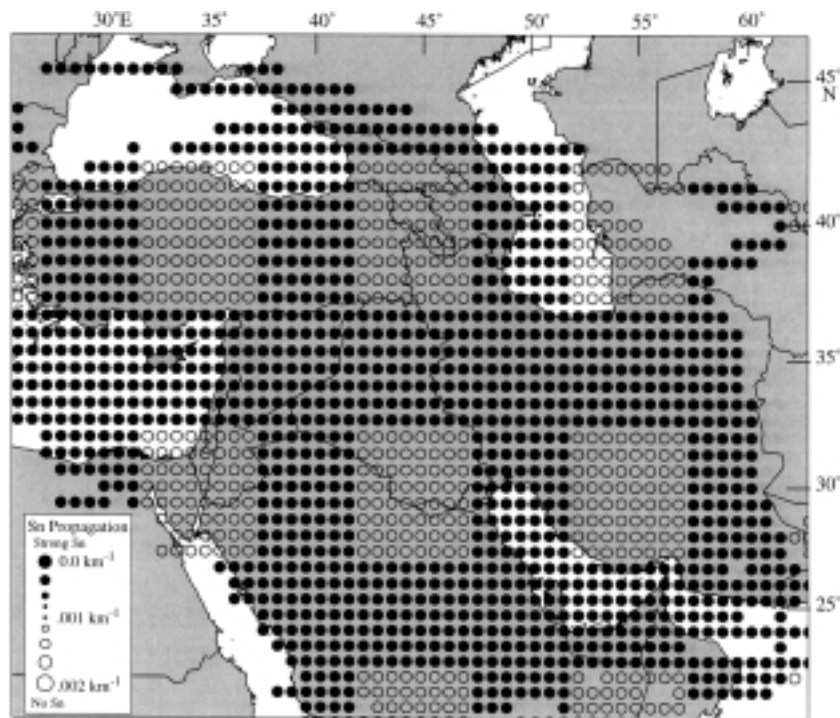 30˚E 35˚ 40˚ 45˚ 50˚ 55˚ 60˚
45˚
N
40˚
35˚
30˚
25˚
Sn Propagation
Strong Sn
0.0 km⁻¹
.001 km⁻¹
.002 km⁻¹
No Sn